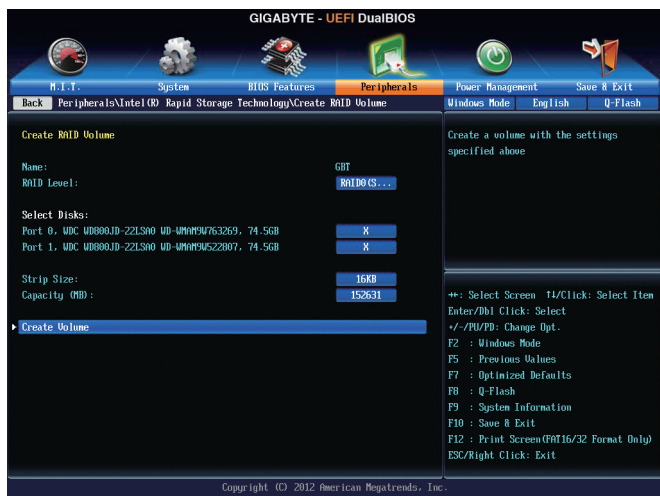 GIGABYTE - UEFI DualBIOS
M.I.T. System BIOS Features Peripherals Power Management Save & Exit
Back Peripherals\Intel(R) Rapid Storage Technology\Create RAID Volume Windows Mode English Q-Flash
Create RAID Volume
Name: GBT
RAID Level: RAID0(S...
Select Disks:
Port 0, WDC WD800JD-22LSA0 WD-WMAM9W763269, 74.5GB X
Port 1, WDC WD800JD-22LSA0 WD-WMAM9W522807, 74.5GB X
Strip Size: 16KB
Capacity (MB): 152631
Create Volume
Create a volume with the settings
specified above
→←: Select Screen ↑↓/Click: Select Item
Enter/Dbl Click: Select
+/-/PU/PD: Change Opt.
F2 : Windows Mode
F5 : Previous Values
F7 : Optimized Defaults
F8 : Q-Flash
F9 : System Information
F10 : Save & Exit
F12 : Print Screen(FAT16/32 Format Only)
ESC/Right Click: Exit
Copyright (C) 2012 American Megatrends, Inc.